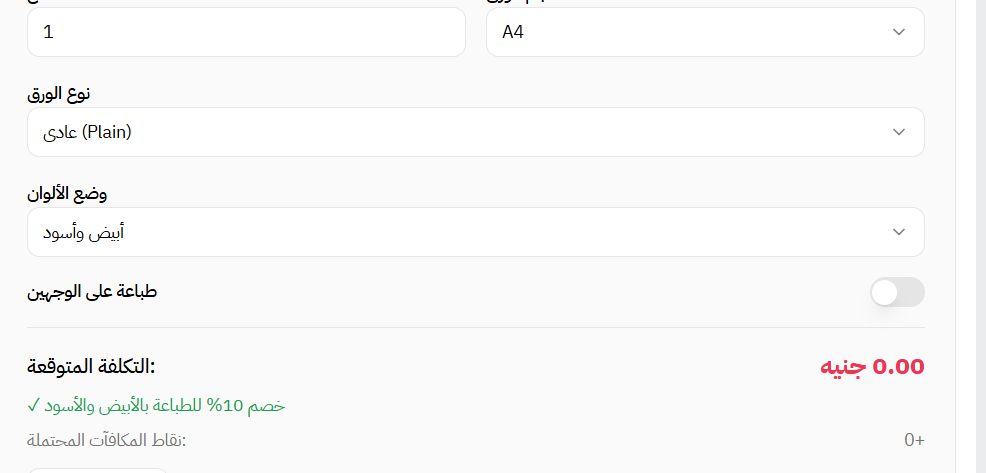 1
A4
نوع الورق
عادى (Plain)
وضع الألوان
أبيض وأسود
طباعة على الوجهين
التكلفة المتوقعة:
0.00 جنيه
✓ خصم 10% للطباعة بالأبيض والأسود
نقاط المكافآت المحتملة:
+0